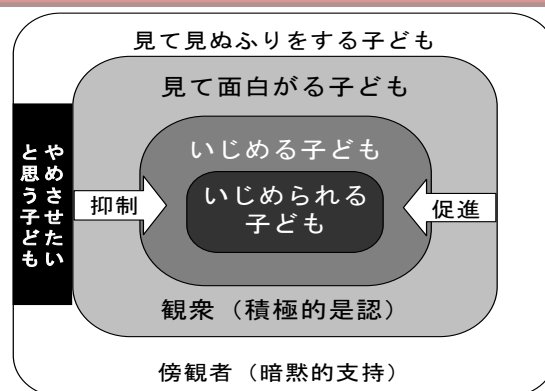 見て見ぬふりをする子ども
見て面白がる子ども
いじめる子ども
いじめられる
子ども
やめさせたい
と思う子ども
抑制
促進
観衆（積極的是認）
傍観者（暗黙的支持）